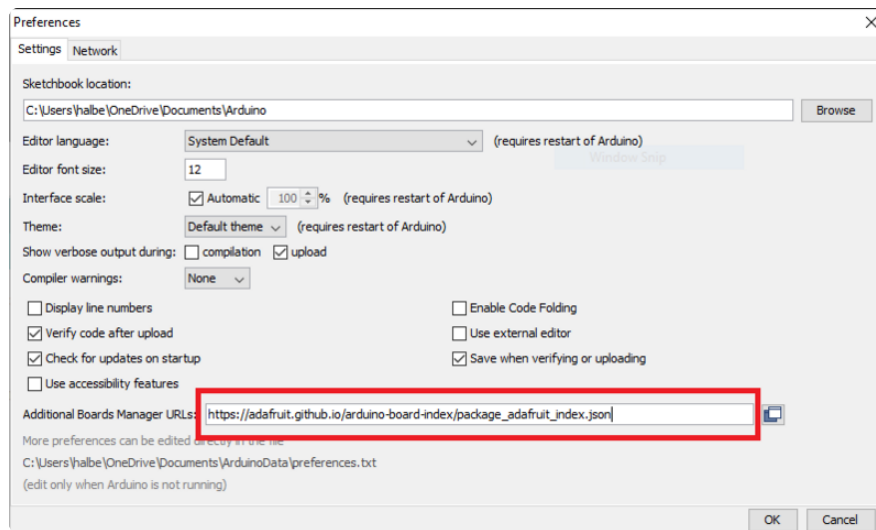 Preferences
Settings Network
Sketchbook location:
C:\Users\halbe\OneDrive\Documents\Arduino Browse
Editor language: System Default (requires restart of Arduino)
Window Snip
Editor font size: 12
Interface scale: Automatic 100 % (requires restart of Arduino)
Theme: Default theme (requires restart of Arduino)
Show verbose output during: compilation upload
Compiler warnings: None
Display line numbers Enable Code Folding
Verify code after upload Use external editor
Check for updates on startup Save when verifying or uploading
Use accessibility features
Additional Boards Manager URLs: https://adafruit.github.io/arduino-board-index/package_adafruit_index.json
More preferences can be edited directly in the file
C:\Users\halbe\OneDrive\Documents\ArduinoData\preferences.txt
(edit only when Arduino is not running)
OK Cancel